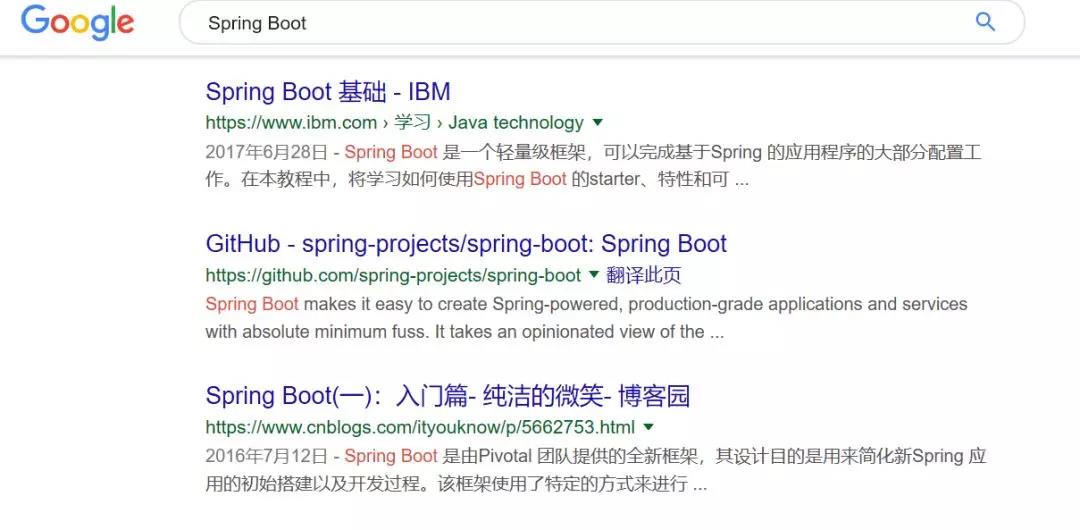 Google
Spring Boot
Spring Boot 基础 - IBM
https://www.ibm.com › 学习 › Java technology
2017年6月28日 - Spring Boot 是一个轻量级框架，可以完成基于Spring 的应用程序的大部分配置工
作。在本教程中，将学习如何使用Spring Boot 的starter、特性和可 ...
GitHub - spring-projects/spring-boot: Spring Boot
https://github.com/spring-projects/spring-boot 翻译此页
Spring Boot makes it easy to create Spring-powered, production-grade applications and services
with absolute minimum fuss. It takes an opinionated view of the ...
Spring Boot(一)：入门篇- 纯洁的微笑- 博客园
https://www.cnblogs.com/ityouknow/p/5662753.html
2016年7月12日 - Spring Boot 是由Pivotal 团队提供的全新框架，其设计目的是用来简化新Spring 应
用的初始搭建以及开发过程。该框架使用了特定的方式来进行 ...